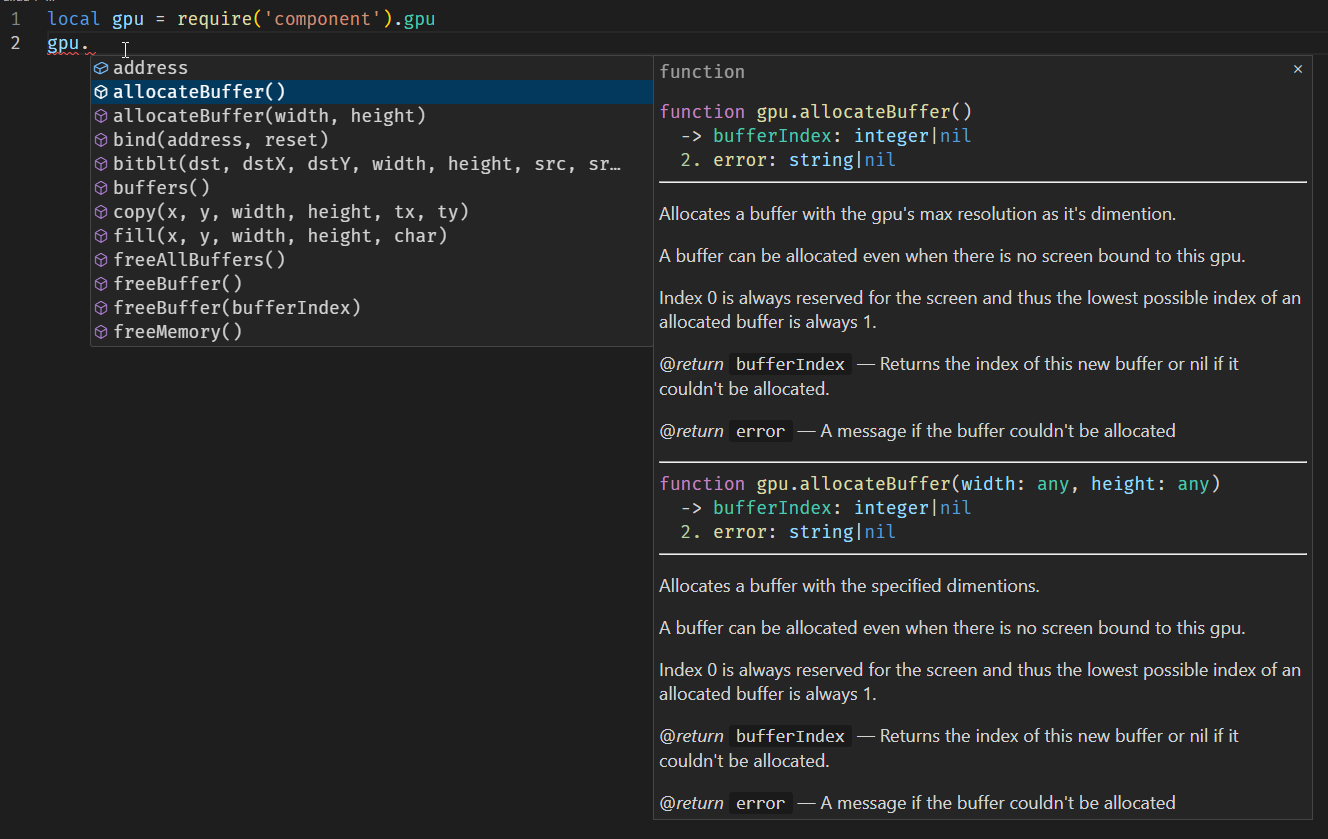 1 local gpu = require('component').gpu
2 gpu.
address
allocateBuffer()
allocateBuffer(width, height)
bind(address, reset)
bitblt(dst, dstX, dstY, width, height, src, sr…
buffers()
copy(x, y, width, height, tx, ty)
fill(x, y, width, height, char)
freeAllBuffers()
freeBuffer()
freeBuffer(bufferIndex)
freeMemory()
function
function gpu.allocateBuffer()
-> bufferIndex: integer|nil
2. error: string|nil
Allocates a buffer with the gpu's max resolution as it's dimention.
A buffer can be allocated even when there is no screen bound to this gpu.
Index 0 is always reserved for the screen and thus the lowest possible index of an
allocated buffer is always 1.
@return bufferIndex — Returns the index of this new buffer or nil if it
couldn't be allocated.
@return error — A message if the buffer couldn't be allocated
function gpu.allocateBuffer(width: any, height: any)
-> bufferIndex: integer|nil
2. error: string|nil
Allocates a buffer with the specified dimentions.
A buffer can be allocated even when there is no screen bound to this gpu.
Index 0 is always reserved for the screen and thus the lowest possible index of an
allocated buffer is always 1.
@return bufferIndex — Returns the index of this new buffer or nil if it
couldn't be allocated.
@return error — A message if the buffer couldn't be allocated